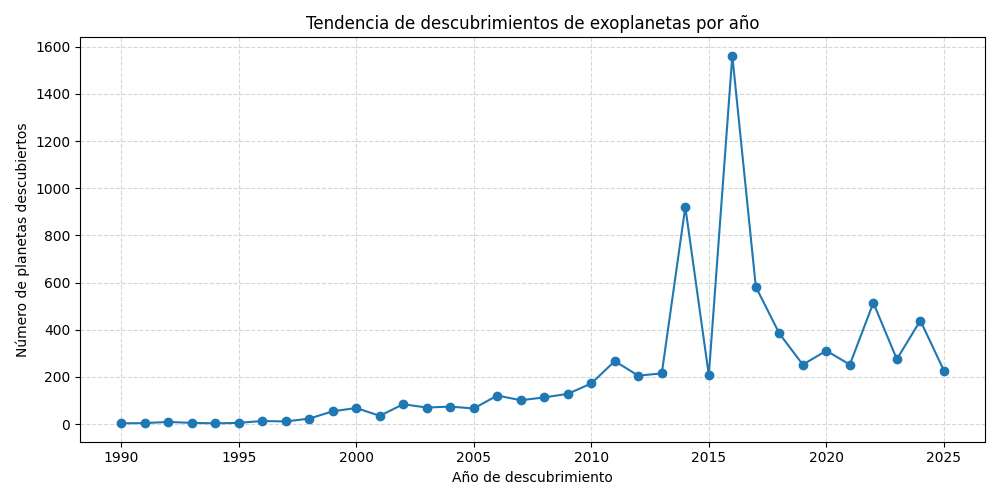 Tendencia de descubrimientos de exoplanetas por año
Número de planetas descubiertos
1600
1400
1200
1000
800
600
400
200
0
1990 1995 2000 2005 2010 2015 2020 2025
Año de descubrimiento